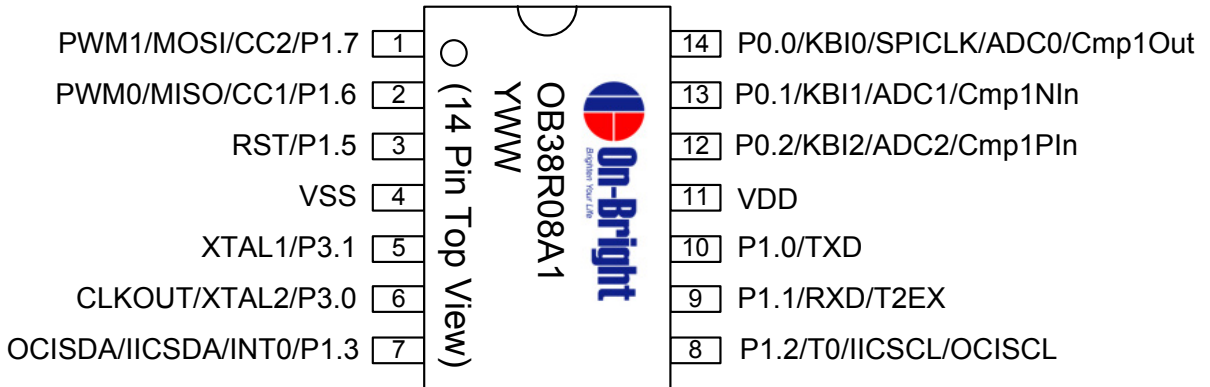 PWM1/MOSI/CC2/P1.7 1
PWM0/MISO/CC1/P1.6 2
RST/P1.5 3
VSS 4
XTAL1/P3.1 5
CLKOUT/XTAL2/P3.0 6
OCISDA/IICSDA/INT0/P1.3 7
(14 Pin Top View)
YWW
OB38R08A1
On-Bright
Brighten Your Life
14 P0.0/KBI0/SPICLK/ADC0/Cmp1Out
13 P0.1/KBI1/ADC1/Cmp1NIn
12 P0.2/KBI2/ADC2/Cmp1PIn
11 VDD
10 P1.0/TXD
9 P1.1/RXD/T2EX
8 P1.2/T0/IICSCL/OCISCL